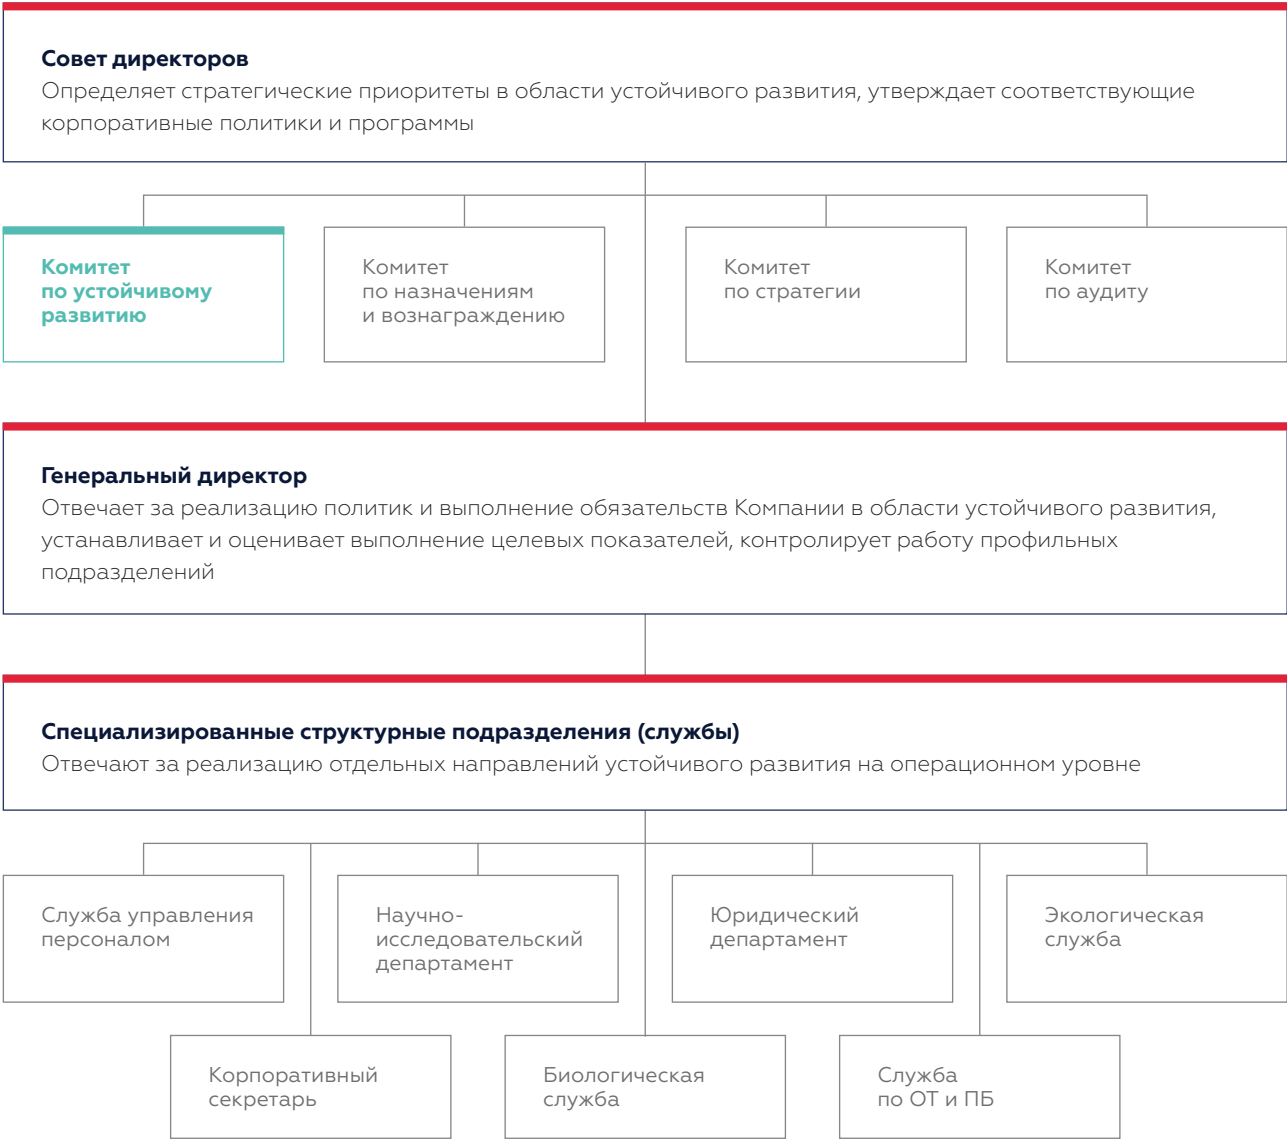 Совет директоров
Определяет стратегические приоритеты в области устойчивого развития, утверждает соответствующие
корпоративные политики и программы
Комитет
по устойчивому
развитию
Комитет
по назначениям
и вознаграждению
Комитет
по стратегии
Комитет
по аудиту
Генеральный директор
Отвечает за реализацию политик и выполнение обязательств Компании в области устойчивого развития,
устанавливает и оценивает выполнение целевых показателей, контролирует работу профильных
подразделений
Специализированные структурные подразделения (службы)
Отвечают за реализацию отдельных направлений устойчивого развития на операционном уровне
Служба управления
персоналом
Научно-
исследовательский
департамент
Юридический
департамент
Экологическая
служба
Корпоративный
секретарь
Биологическая
служба
Служба
по ОТ и ПБ